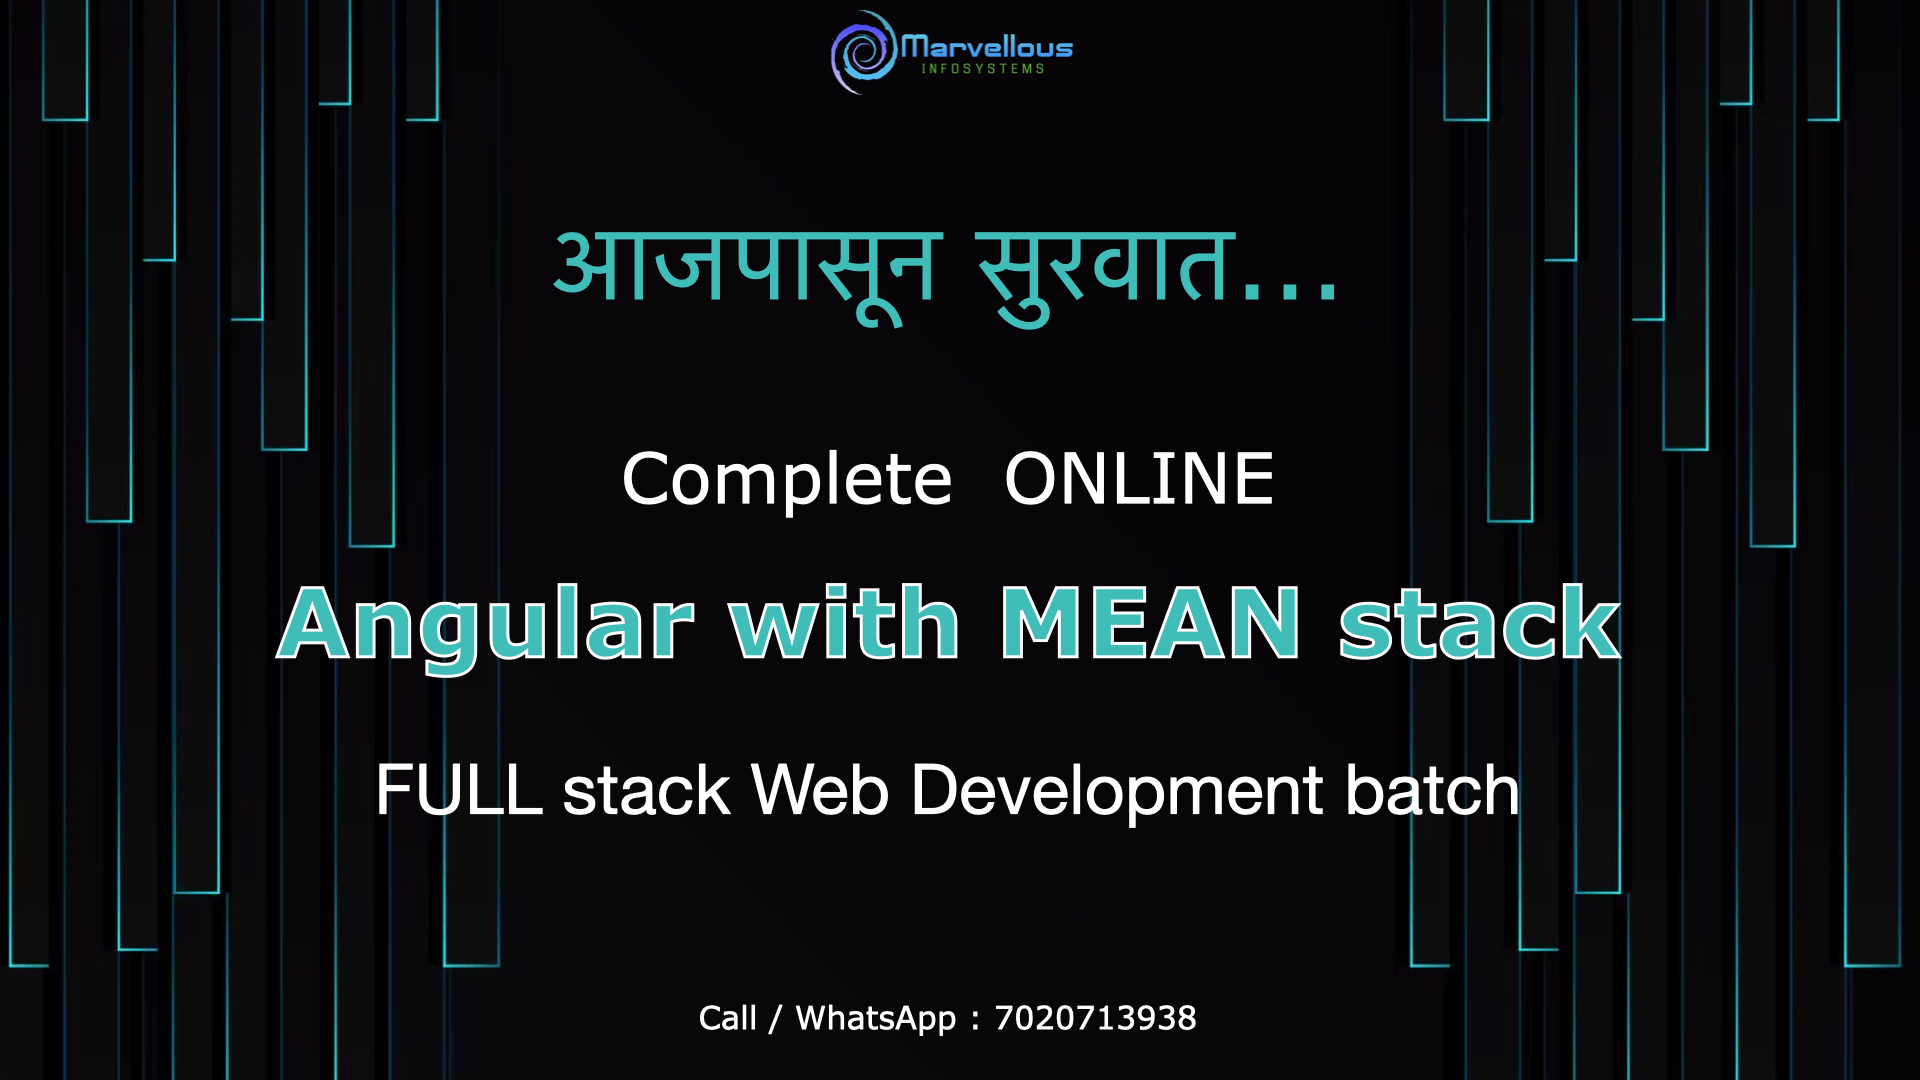 Marvellous
INFOSYSTEMS
आजपासून सुरवात...
Complete ONLINE
Angular with MEAN stack
FULL stack Web Development batch
Call / WhatsApp : 7020713938